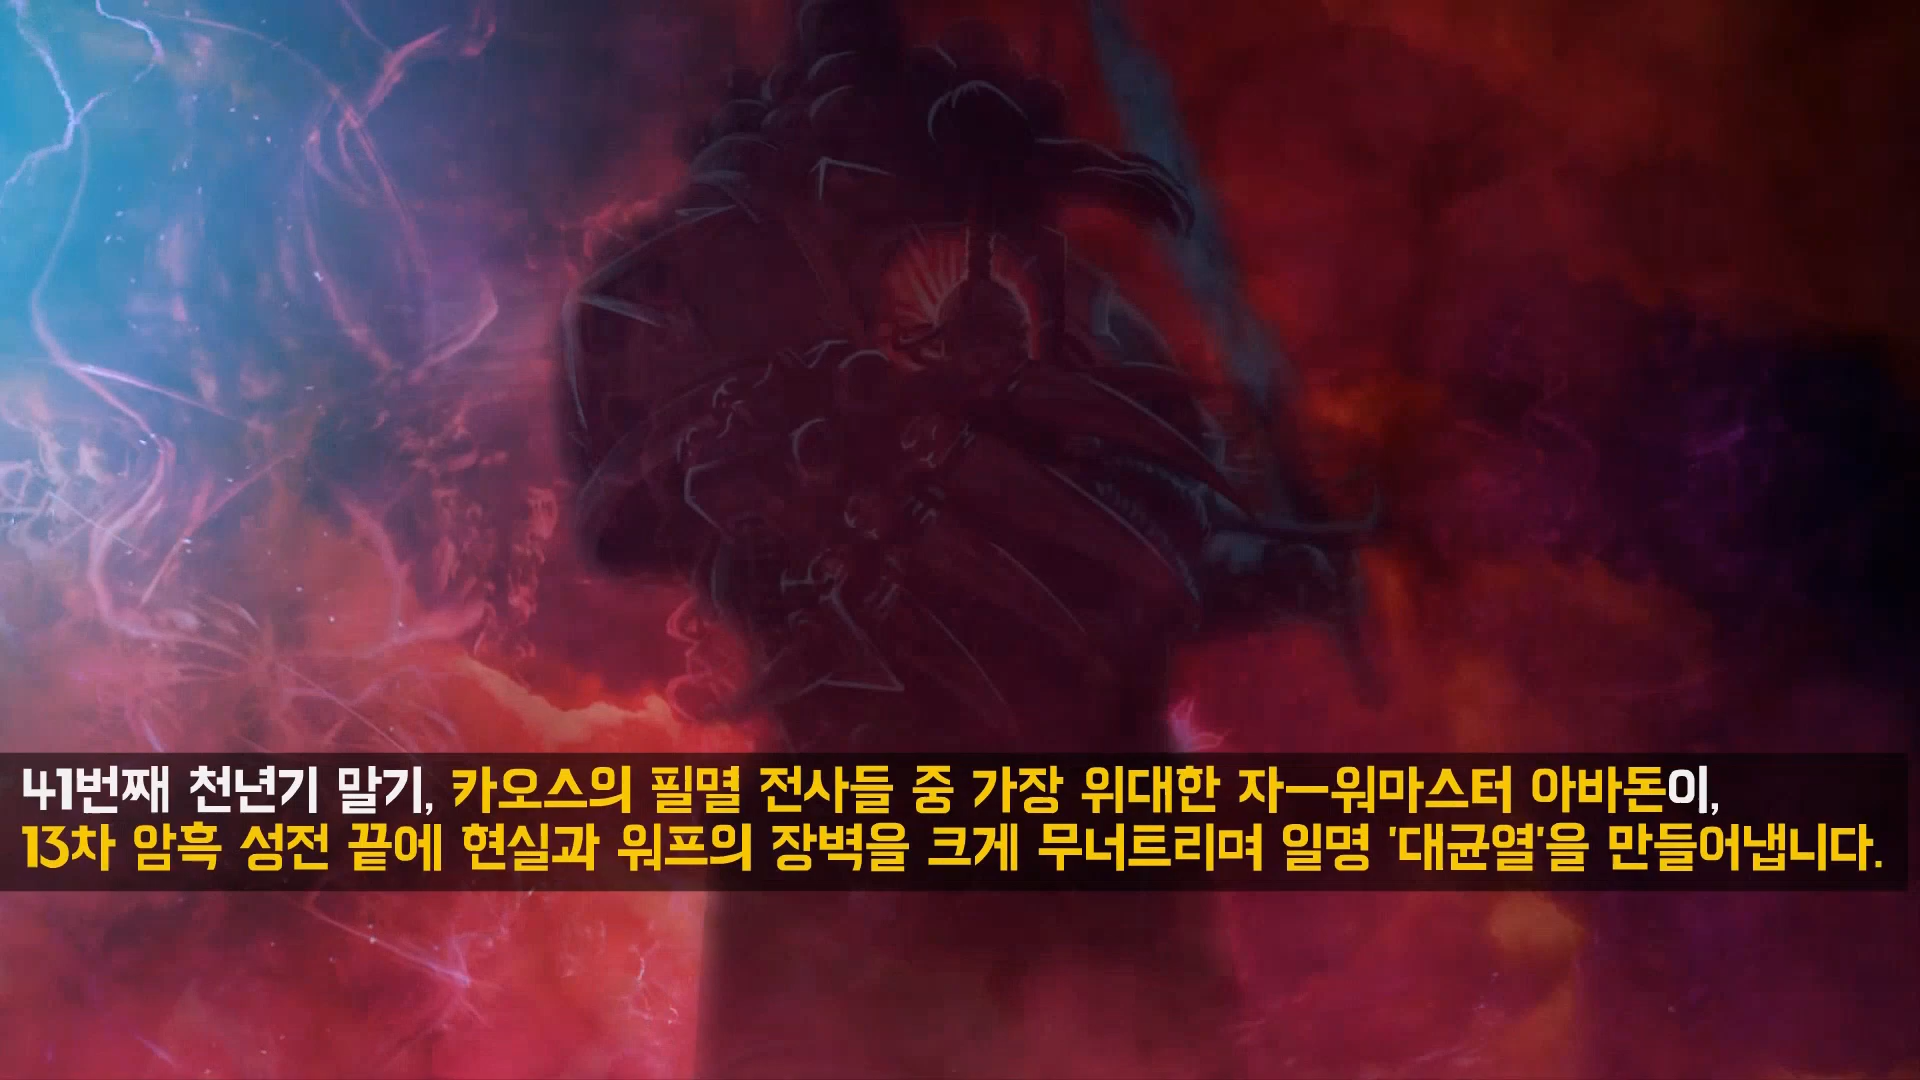 41번째 천년기 말기, 카오스의 필멸 전사들 중 가장 위대한 자—워마스터 아바돈이,
13차 암흑 성전 끝에 현실과 워프의 장벽을 크게 무너트리며 일명 '대균열'을 만들어냅니다.